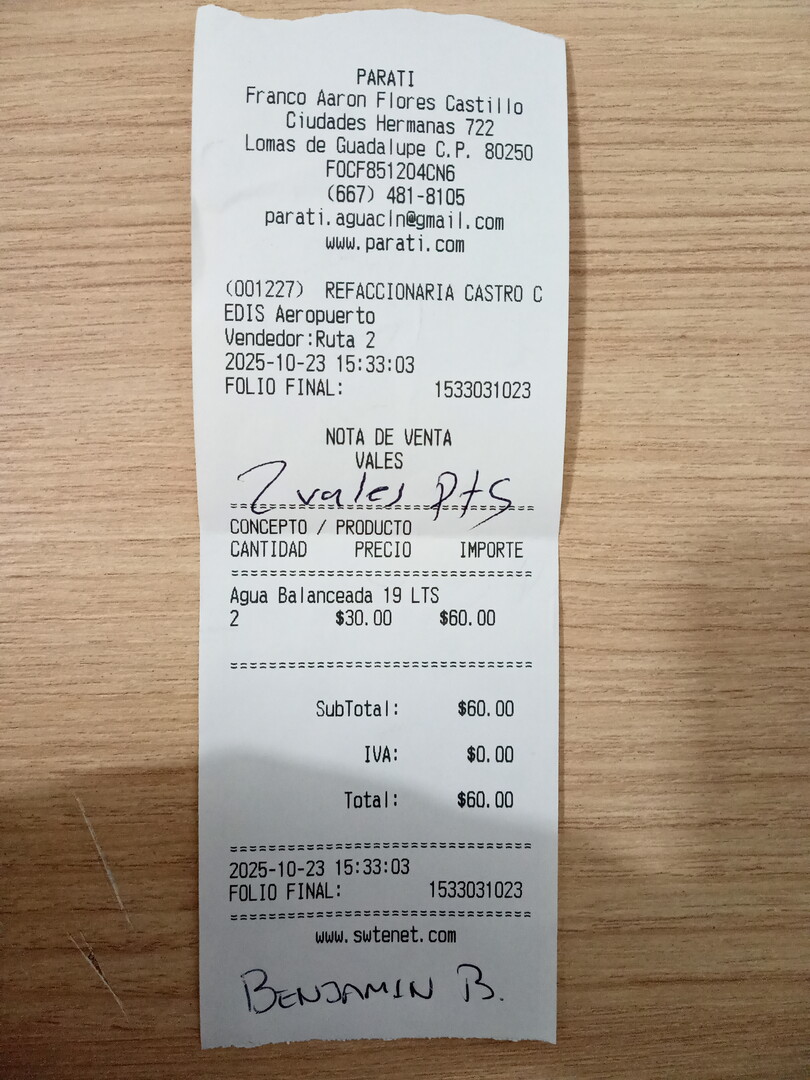 PARATI
Franco Aaron Flores Castillo
Ciudades Hermanas 722
Lomas de Guadalupe C.P. 80250
FOCF851204CN6
(667) 481-8105
parati.aguacln@gmail.com
www.parati.com
(001227) REFACCIONARIA CASTRO C
EDIS Aeropuerto
Vendedor:Ruta 2
2025-10-23 15:33:03
FOLIO FINAL: 1533031023
NOTA DE VENTA
VALES
2 vales Pts
================================
CONCEPTO / PRODUCTO
CANTIDAD PRECIO IMPORTE
================================
Agua Balanceada 19 LTS
2 $30.00 $60.00
================================
SubTotal: $60.00
IVA: $0.00
Total: $60.00
================================
2025-10-23 15:33:03
FOLIO FINAL: 1533031023
================================
www.swtenet.com
BENJAMIN B.